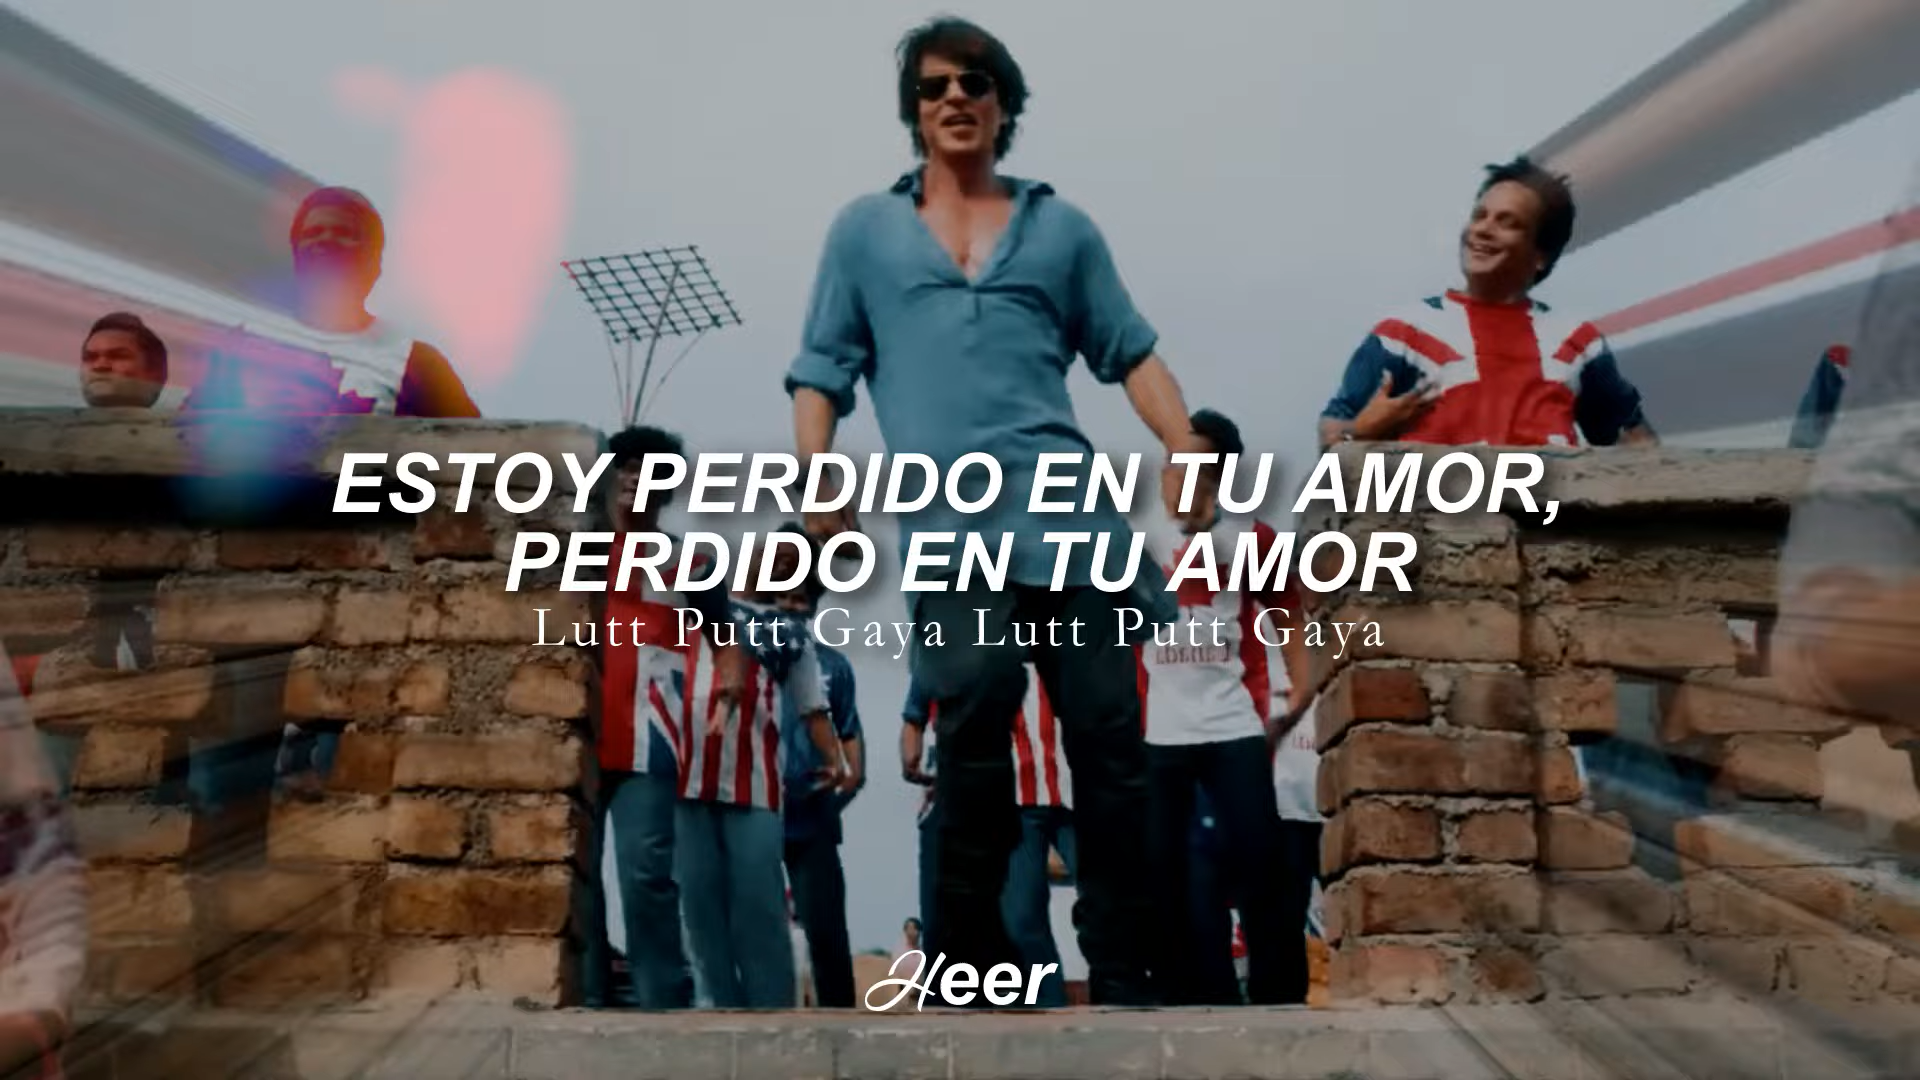 ESTOY PERDIDO EN TU AMOR,
PERDIDO EN TU AMOR
Lutt Putt Gaya Lutt Putt Gaya
Heer